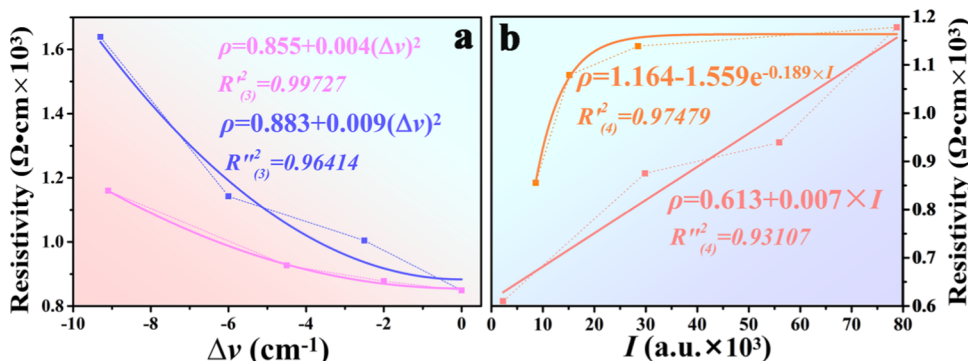 a
ρ=0.855+0.004(Δν)²
R'²₍₃₎=0.99727
ρ=0.883+0.009(Δν)²
R''²₍₃₎=0.96414
Resistivity (Ω•cm×10³)
1.6
1.4
1.2
1.0
0.8
-10 -8 -6 -4 -2 0
Δν (cm⁻¹)
b
ρ=1.164-1.559e^(-0.189×I)
R'²₍₄₎=0.97479
ρ=0.613+0.007×I
R''²₍₄₎=0.93107
1.2
1.1
1.0
0.9
0.8
0.7
0.6
Resistivity (Ω•cm×10³)
0 10 20 30 40 50 60 70 80
I (a.u.×10³)